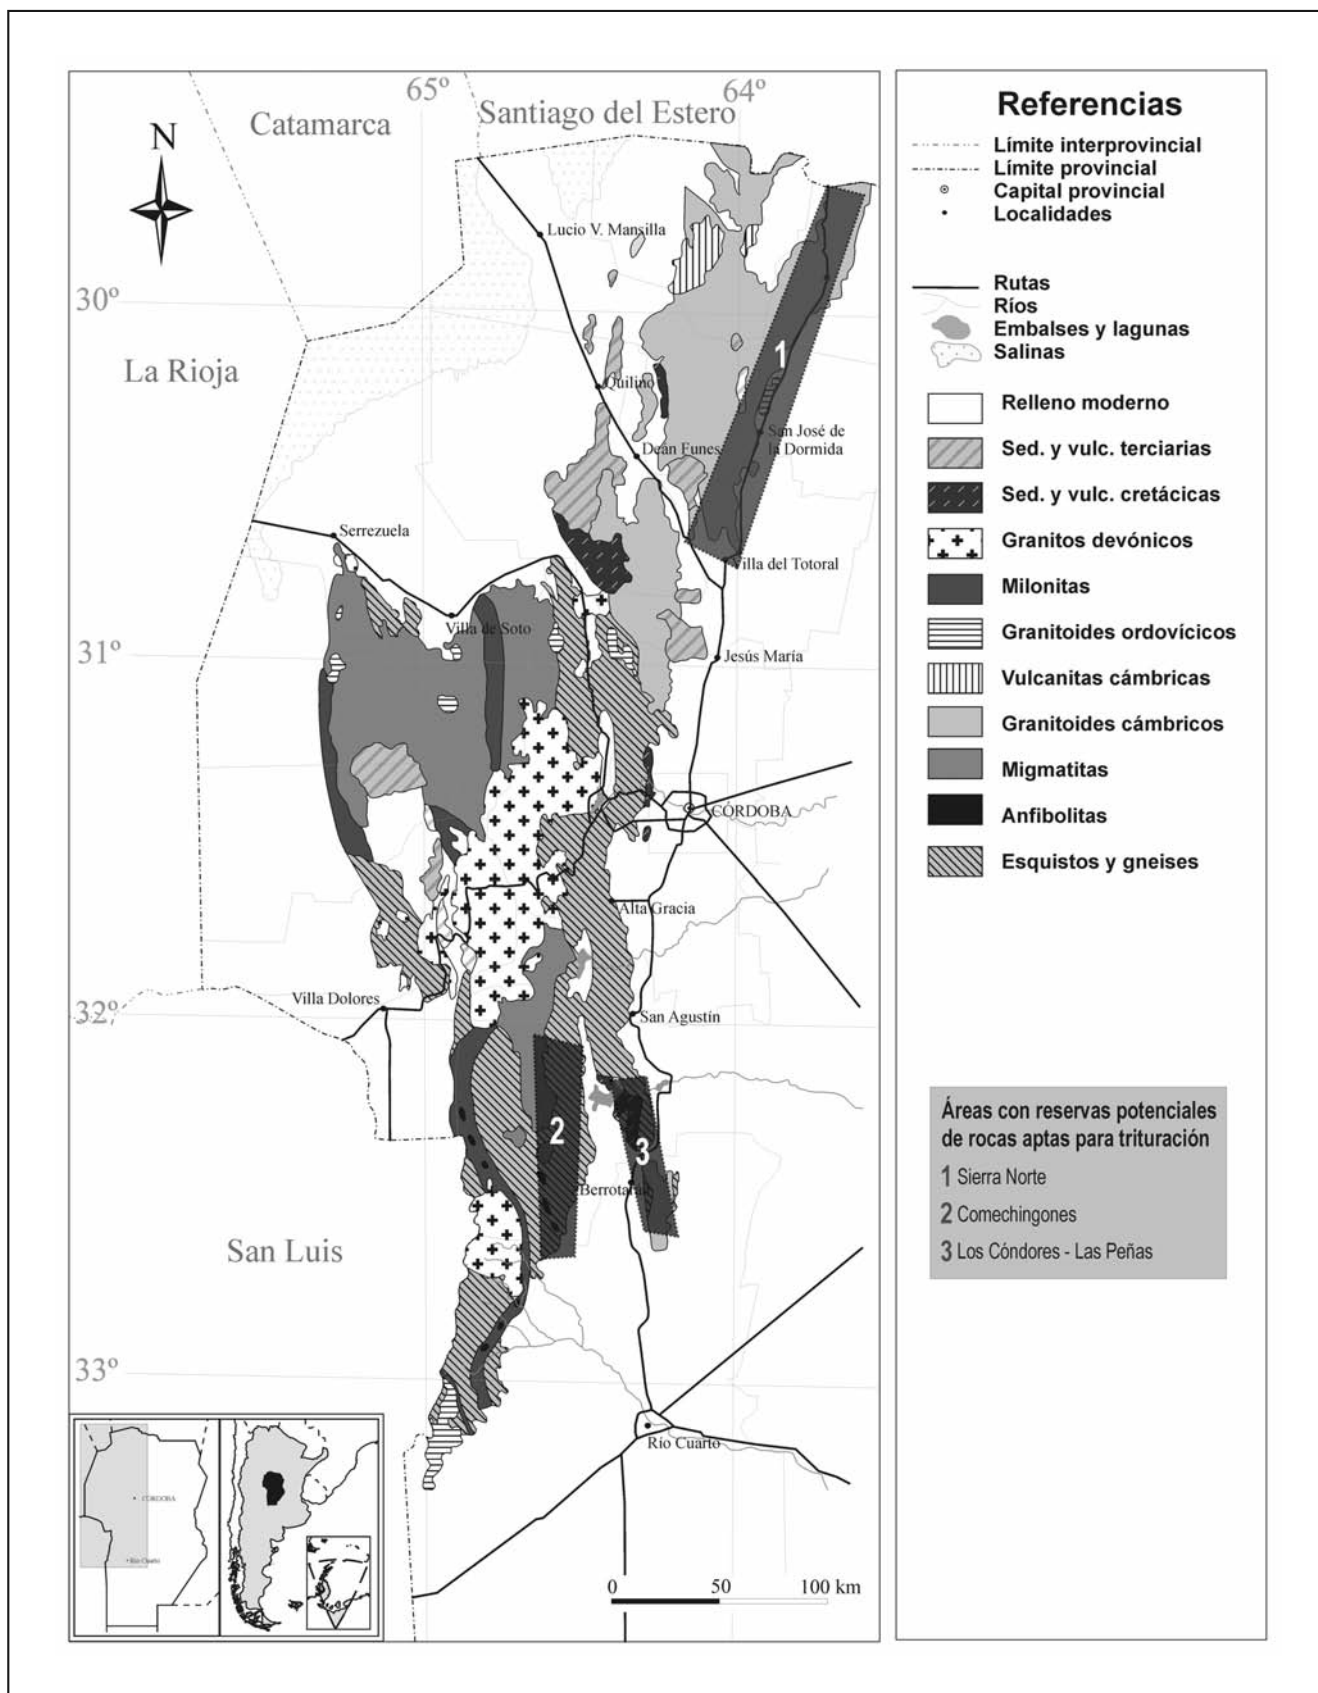 65º
64º
Santiago del Estero
Catamarca
N
Lucio V. Mansilla
30º
La Rioja
1
Quilino
San José de
la Dormida
Deán Funes
Serrezuela
Villa del Totoral
Villa de Soto
31º
Jesús María
CÓRDOBA
Alta Gracia
Villa Dolores
32º
San Agustín
2
3
San Luis
33º
Río Cuarto
CÓRDOBA
Río Cuarto
0 50 100 km
Referencias
Límite interprovincial
Límite provincial
Capital provincial
Localidades
Rutas
Ríos
Embalses y lagunas
Salinas
Relleno moderno
Sed. y vulc. terciarias
Sed. y vulc. cretácicas
Granitos devónicos
Milonitas
Granitoides ordovícicos
Vulcanitas cámbricas
Granitoides cámbricos
Migmatitas
Anfibolitas
Esquistos y gneises
Áreas con reservas potenciales
de rocas aptas para trituración
1 Sierra Norte
2 Comechingones
3 Los Cóndores - Las Peñas